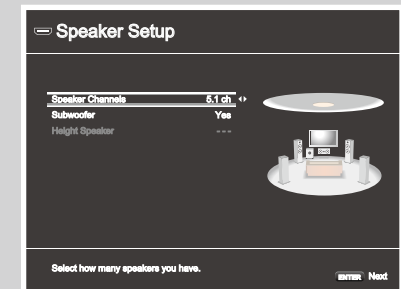 Speaker Setup
Speaker Channels 5.1 ch
Subwoofer Yes
Height Speaker ---
Select how many speakers you have.
ENTER Next